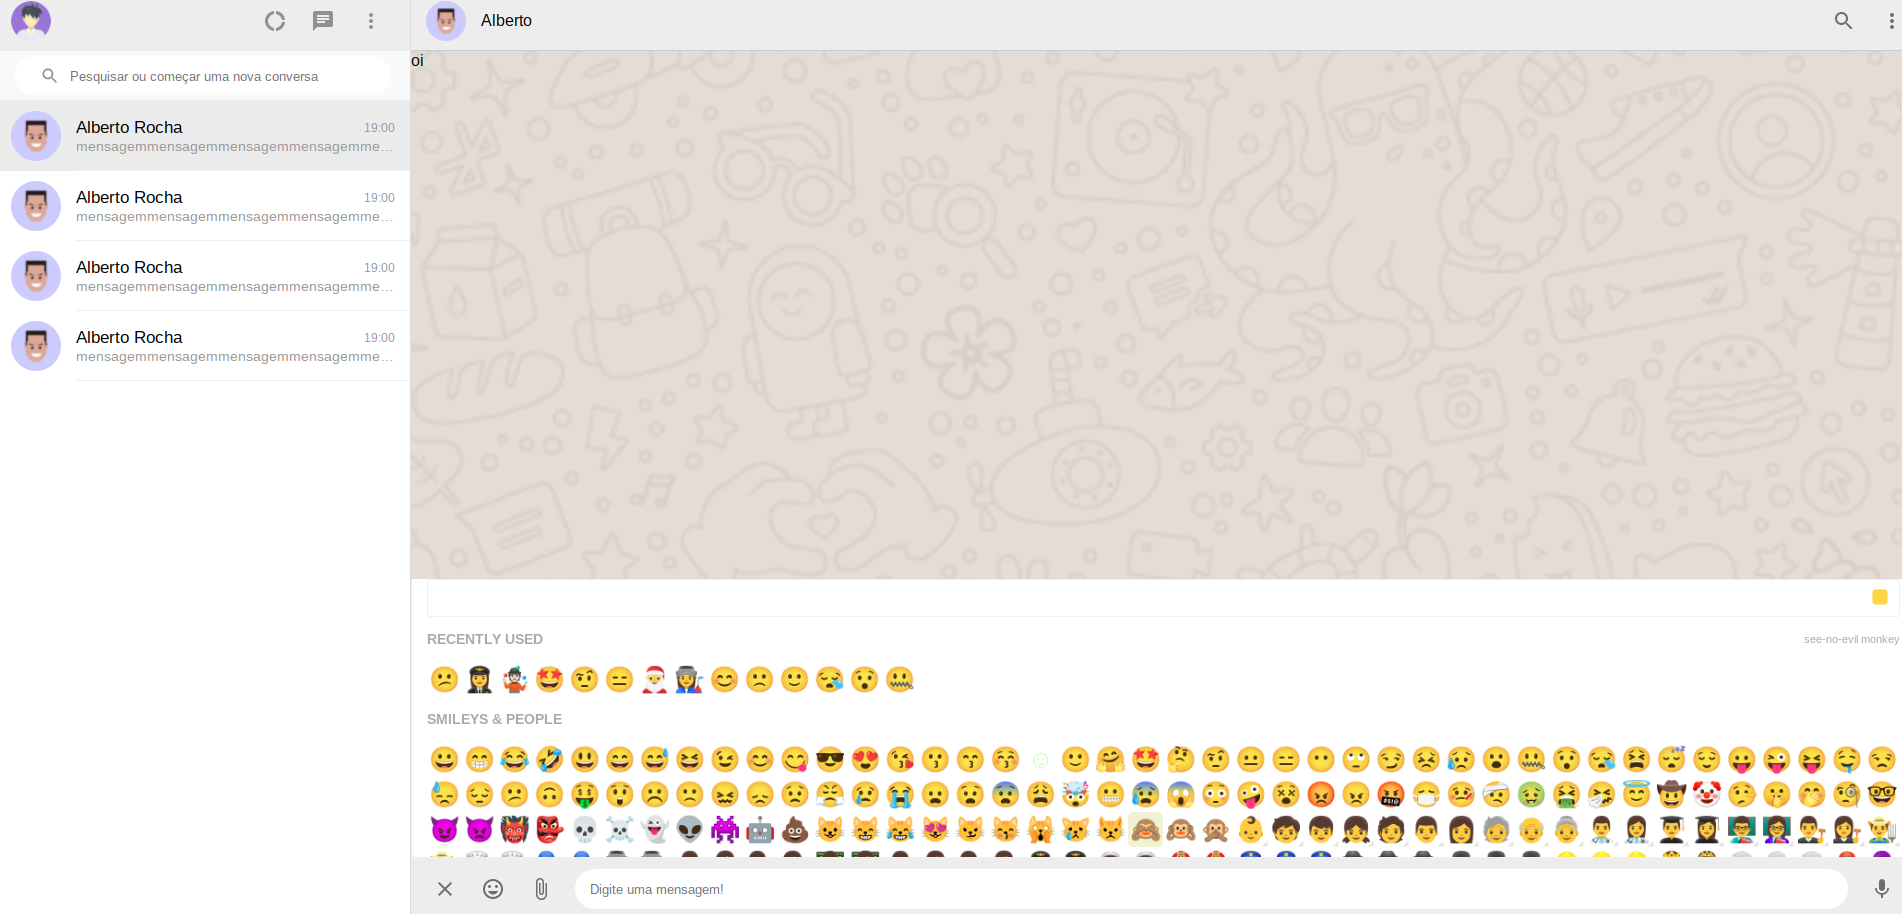 Alberto
Pesquisar ou começar uma nova conversa
Alberto Rocha
19:00
mensagemmensagemmensagemmensagemme...
Alberto Rocha
19:00
mensagemmensagemmensagemmensagemme...
Alberto Rocha
19:00
mensagemmensagemmensagemmensagemme...
Alberto Rocha
19:00
mensagemmensagemmensagemmensagemme...
oi
RECENTLY USED
see-no-evil monkey
SMILEYS & PEOPLE
Digite uma mensagem!